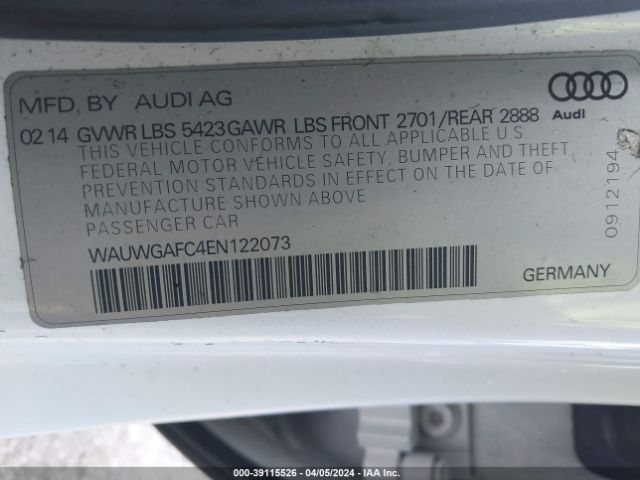 MFD. BY AUDI AG
Audi
02 14 GVWR LBS 5423 GAWR LBS FRONT 2701/REAR 2888
THIS VEHICLE CONFORMS TO ALL APPLICABLE U.S
FEDERAL MOTOR VEHICLE SAFETY, BUMPER AND THEFT
PREVENTION STANDARDS IN EFFECT ON THE DATE OF
MANUFACTURE SHOWN ABOVE
PASSENGER CAR
WAUWGAFC4EN122073
0912194
GERMANY
000-39115526 - 04/05/2024 - IAA Inc.